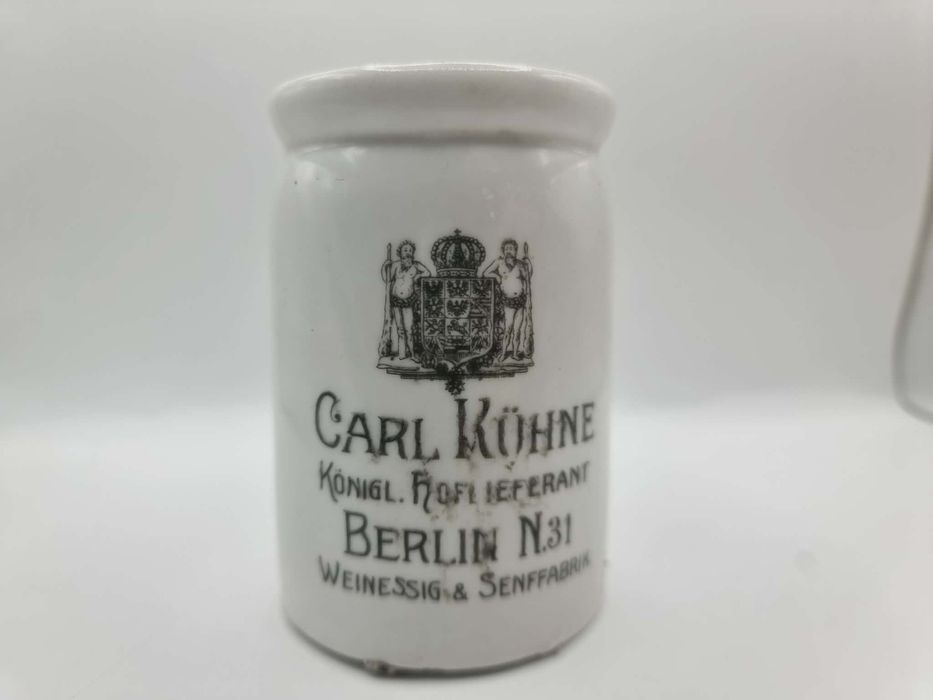 CARL KÜHNE
KÖNIGL. HOFLIEFERANT
BERLIN N.31
WEINESSIG & SENFFABRIK